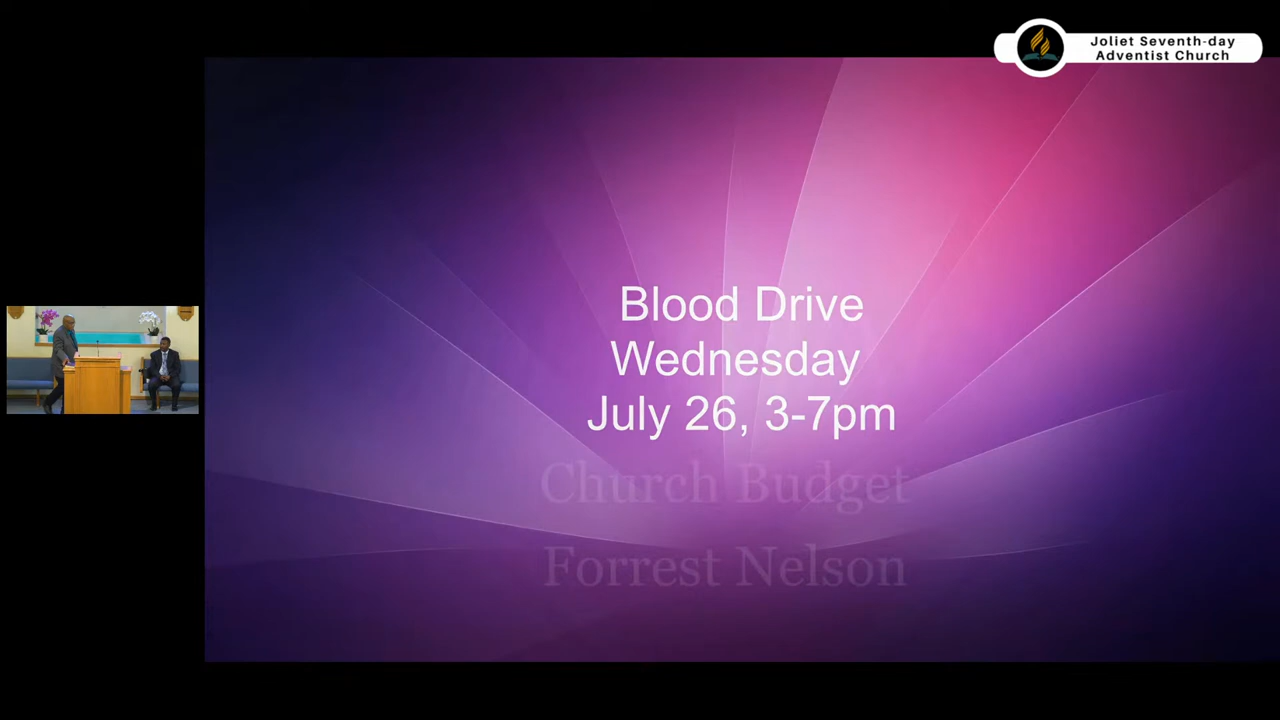 Joliet Seventh-day
Adventist Church
Blood Drive
Wednesday
July 26, 3-7pm
Church Budget
Forrest Nelson